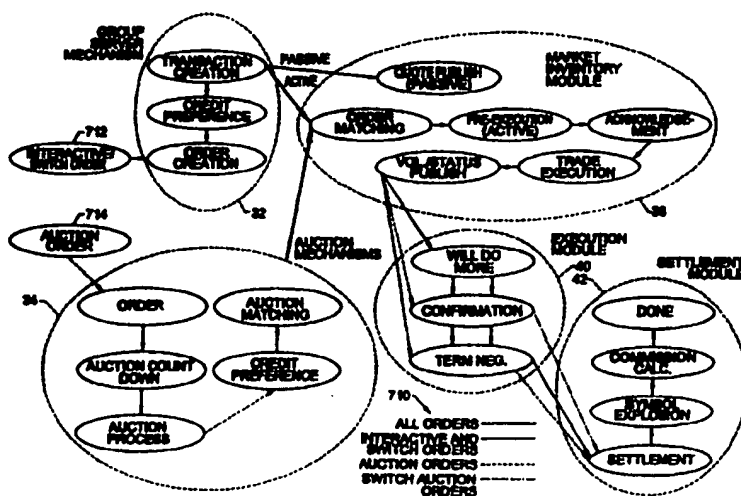 GROUP
SERVER
MECHANISM
TRANSACTION
CREATION
CREDIT
PREFERENCE
ORDER
CREATION
712
INTERACTIVE/
SWITCH ORDER
32
PASSIVE
ACTIVE
QUOTE PUBLISH
(PASSIVE)
MARKET
INVENTORY
MODULE
ORDER
MATCHING
PRE-EXECUTION
(ACTIVE)
ACKNOWLEDGE-
MENT
VOL/STATUS
PUBLISH
TRADE
EXECUTION
714
AUCTION
ORDER
AUCTION
MECHANISMS
34
ORDER
AUCTION
MATCHING
AUCTION COUNT
DOWN
CREDIT
PREFERENCE
AUCTION
PROCESS
EXECUTION
MODULE
40
WILL DO
MORE
CONFIRMATION
TERM NEG.
42
SETTLEMENT
MODULE
DONE
COMMISSION
CALC.
SYMBOL
EXPLOSION
SETTLEMENT
710
ALL ORDERS
INTERACTIVE AND
SWITCH ORDERS
AUCTION ORDERS
SWITCH AUCTION
ORDERS